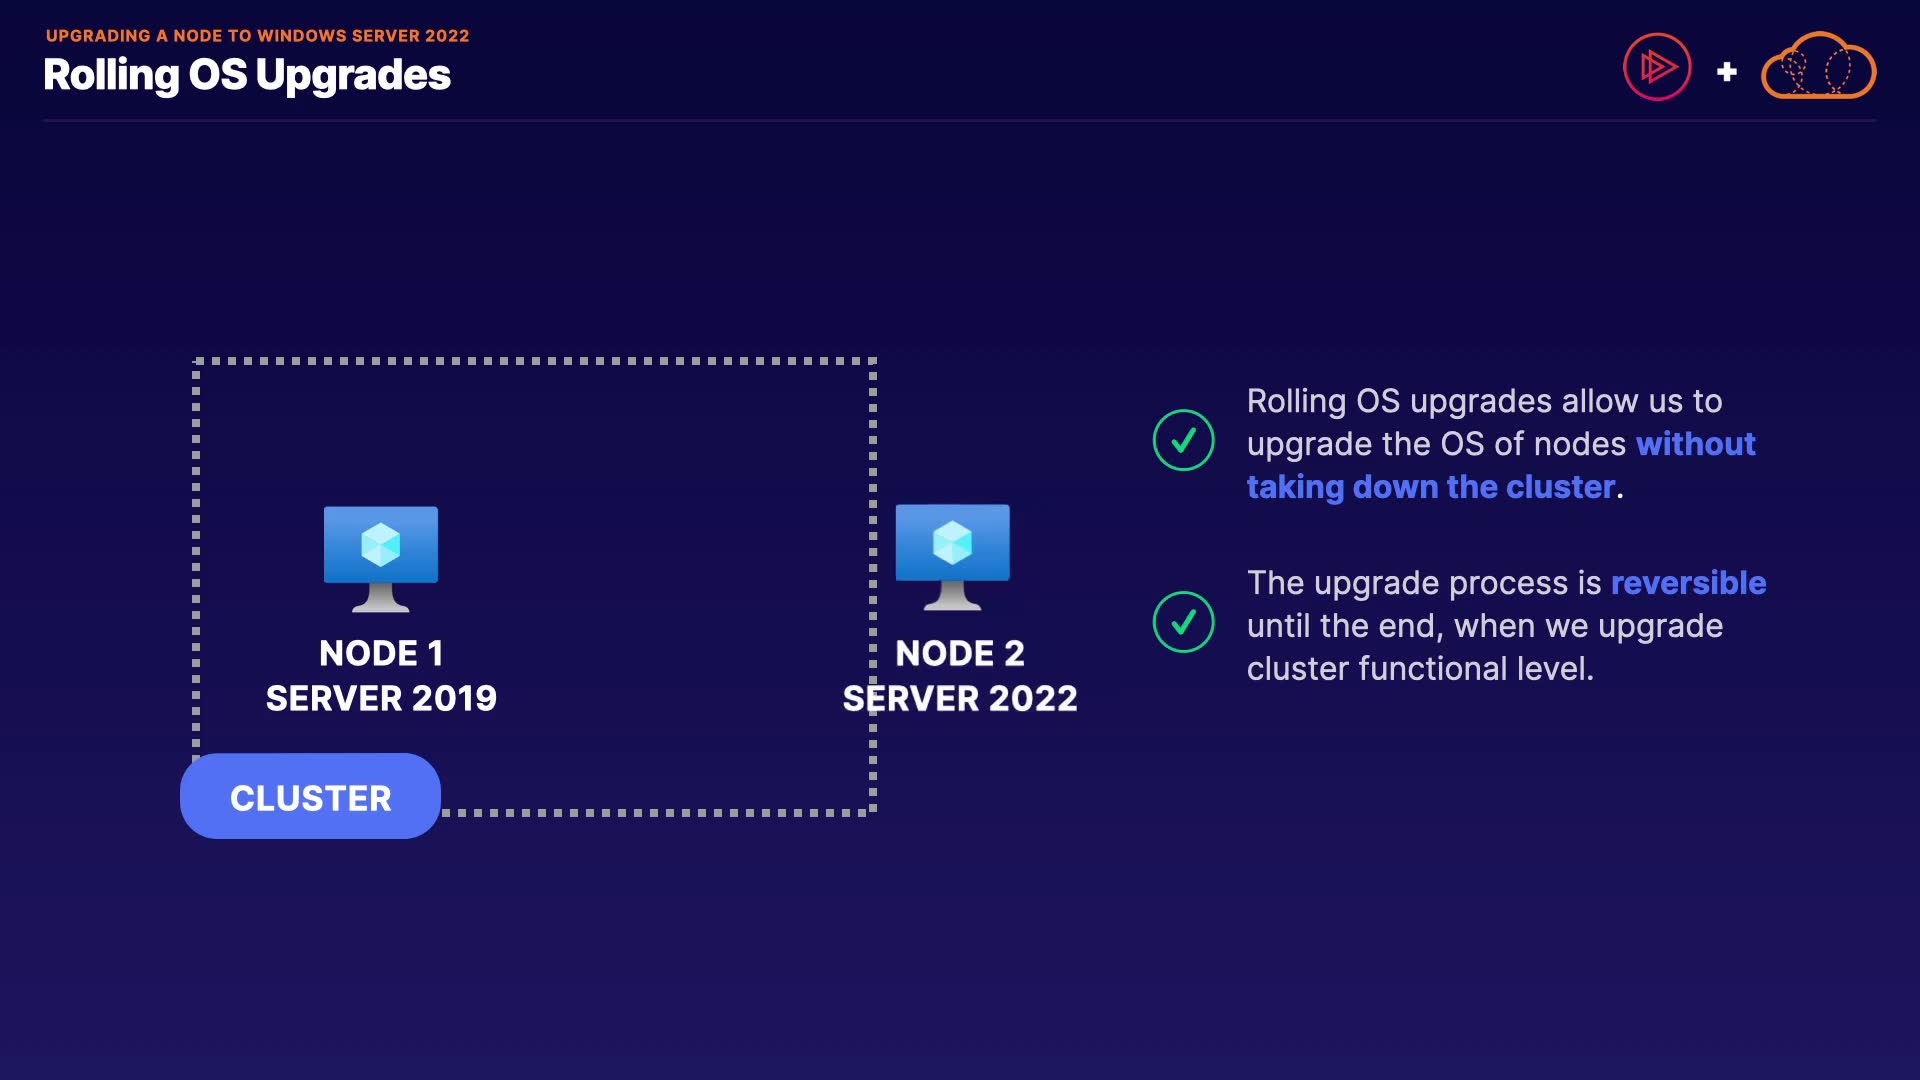 UPGRADING A NODE TO WINDOWS SERVER 2022
Rolling OS Upgrades
+
NODE 1
SERVER 2019
NODE 2
SERVER 2022
CLUSTER
Rolling OS upgrades allow us to
upgrade the OS of nodes without
taking down the cluster.
The upgrade process is reversible
until the end, when we upgrade
cluster functional level.